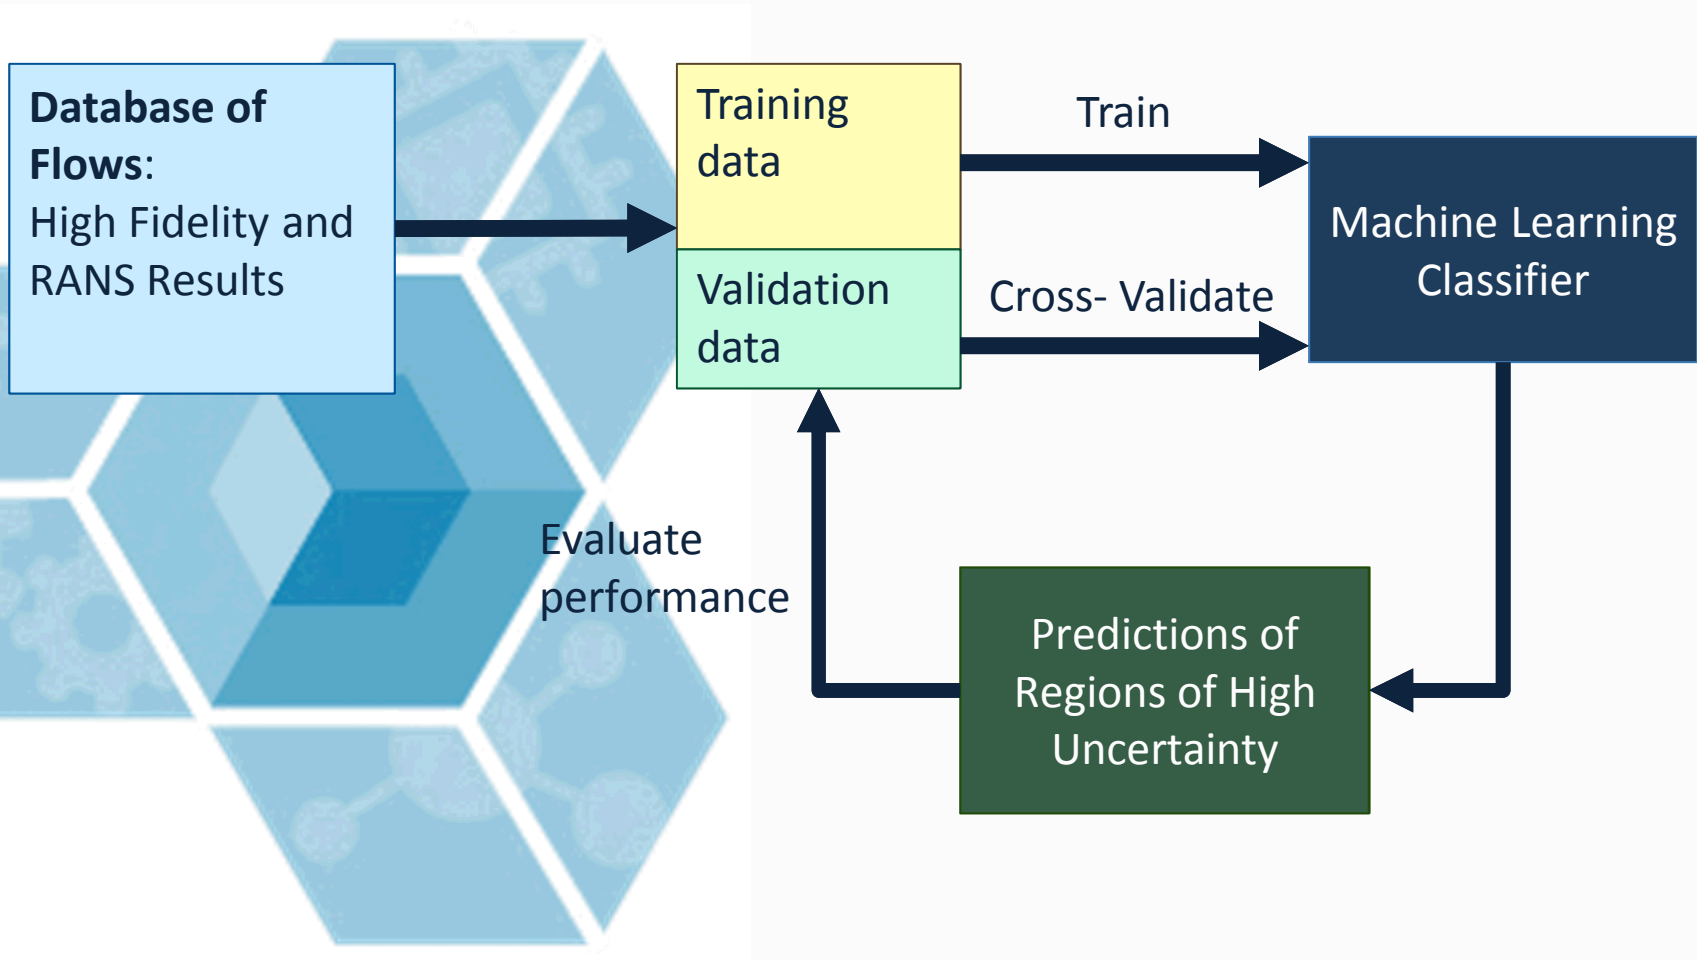 Database of
Flows:
High Fidelity and
RANS Results
Training
data
Validation
data
Train
Cross- Validate
Machine Learning
Classifier
Evaluate
performance
Predictions of
Regions of High
Uncertainty